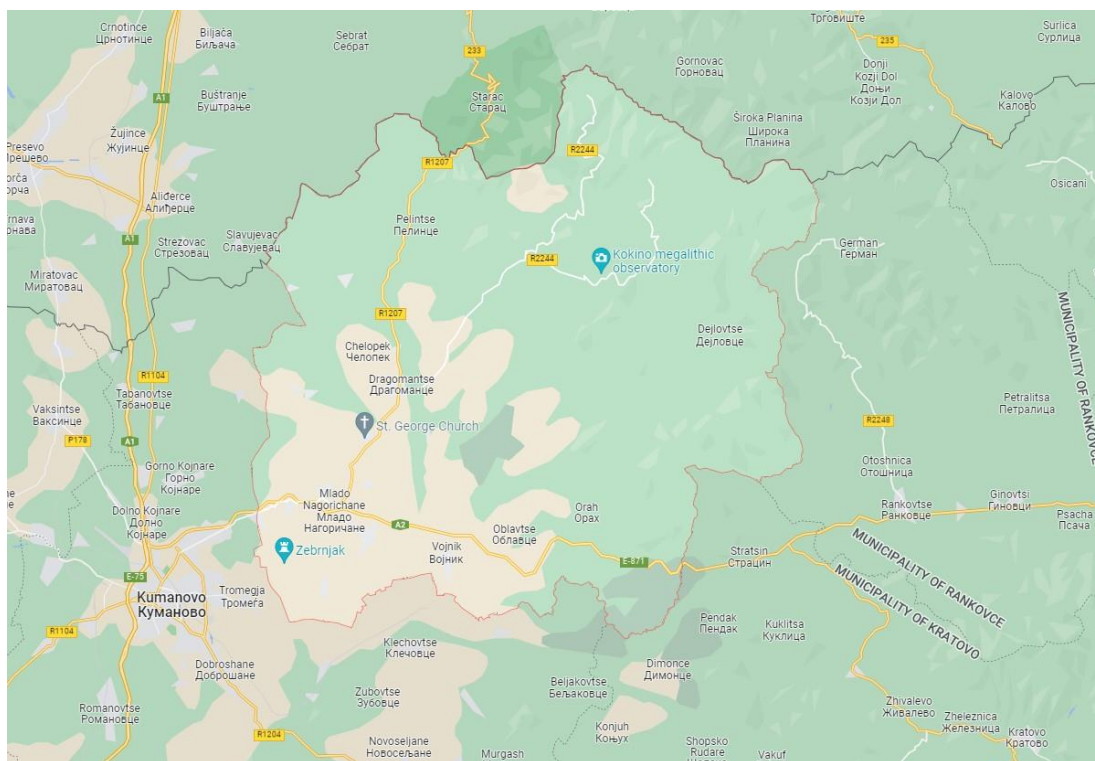 Crnotince
Црнотинце
Biljača
Биљача
Sebrat
Себрат
233
Trgovište
Трговиште
235
Surlica
Сурлица
Gornovac
Горновац
Donji
Kozji Dol
Доњи
Козји Дол
A1
Buštranje
Буштрање
Starac
Старац
Kalovo
Калово
Žujince
Жујинце
Široka Planina
Широка
Планина
Presevo
R1207
R2244
Osicani
Aliđerce
Алиђерце
Pelintse
Пелинце
A1
Strezovac
Стрезовац
Slavujevac
Славујевац
German
Герман
Kokino megalithic
observatory
R2244
Miratovac
Миратовац
R1207
MUNICIPALITY OF RANKOVCE
Dejlovtse
Дејловце
Chelopek
Челопек
R1104
Dragomantse
Драгоманце
Tabanovtse
Табановце
Petralitsa
Петралица
Vaksintse
Ваксинце
St. George Church
R2248
P178
A1
Gorno Kojnare
Горно
Којнаре
Otoshnica
Отошница
Mlado
Nagorichane
Младо
Нагоричане
Ginovtsi
Гиновци
Rankovtse
Ранковце
Orah
Орах
Psacha
Псача
Dolno Kojnare
Долно
Којнаре
A2
Oblavtse
Облавце
Vojnik
Војник
Zebrnjak
Stratsin
Страцин
E-871
MUNICIPALITY OF RANKOVCE
E-75
MUNICIPALITY OF KRATOVO
Kumanovo
Куманово
Tromegja
Тромеѓа
Pendak
Пендак
Kuklitsa
Куклица
R1104
Klechovtse
Клечовце
Dobroshane
Доброшане
Dimonce
Димонце
Beljakovtse
Бељаковце
Zubovtse
Зубовце
Zhivalevo
Живалево
Romanovtse
Романовце
Zheleznica
Железница
Konjuh
Коњух
R1204
Kratovo
Кратово
Novoseljane
Новосељане
Murgash
Shopsko
Rudare
Vakuf